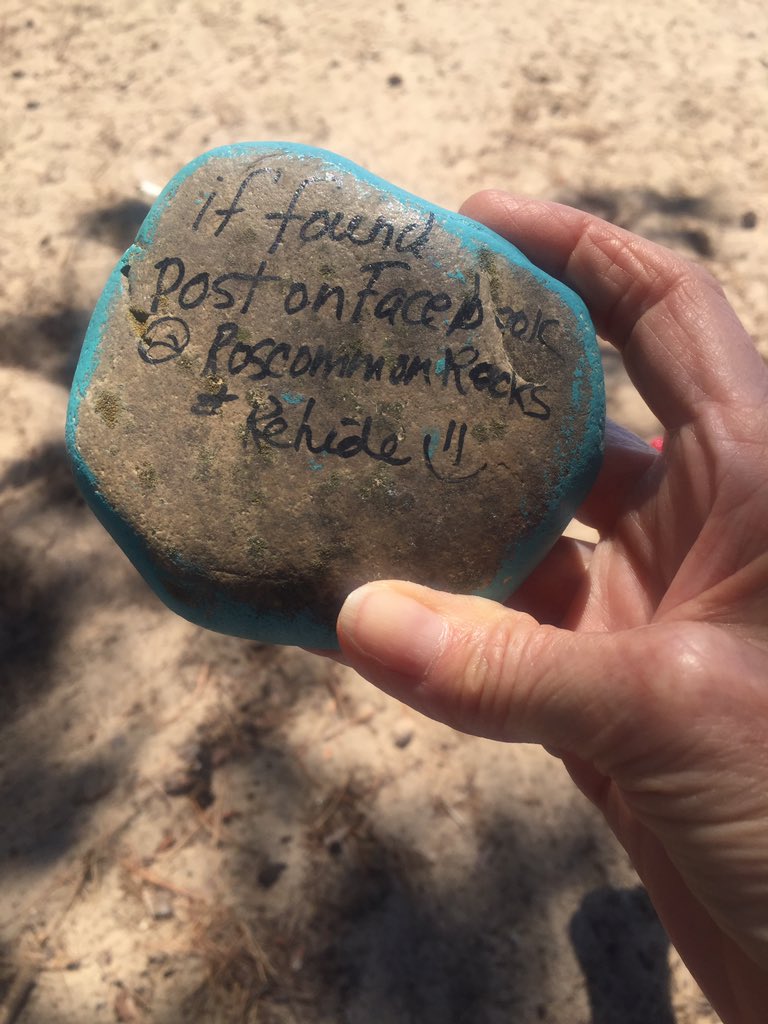 if found
Post on Facebook
@ Roscommon Rocks
+ Rehide